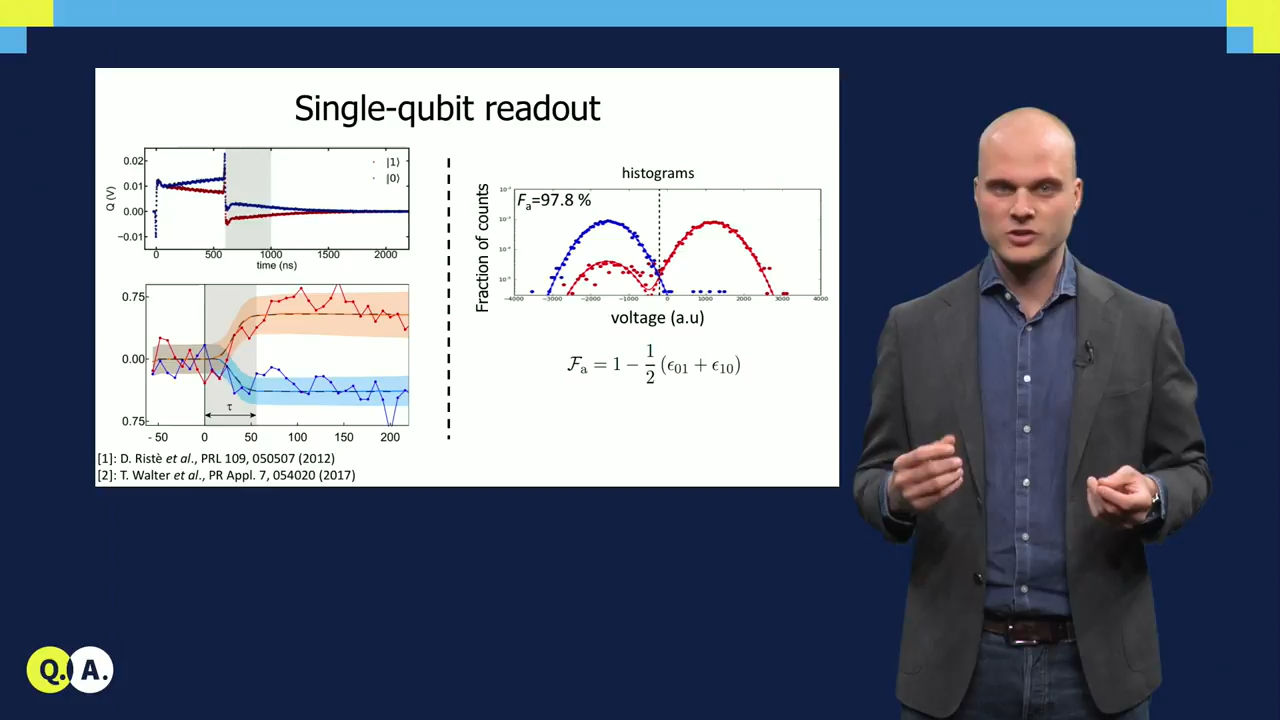 Single-qubit readout
0.02
0.01
0.00
−0.01
Q (V)
|1⟩
|0⟩
0 500 1000 1500 2000
time (ns)
0.75
0.00
0.75
τ
- 50 0 50 100 150 200
[1]: D. Ristè et al., PRL 109, 050507 (2012)
[2]: T. Walter et al., PR Appl. 7, 054020 (2017)
histograms
Fa=97.8 %
Fraction of counts
−4000 −3000 −2000 −1000 0 1000 2000 3000 4000
voltage (a.u)
ℱa = 1 − 1/2 (ϵ01 + ϵ10)
Q. A.